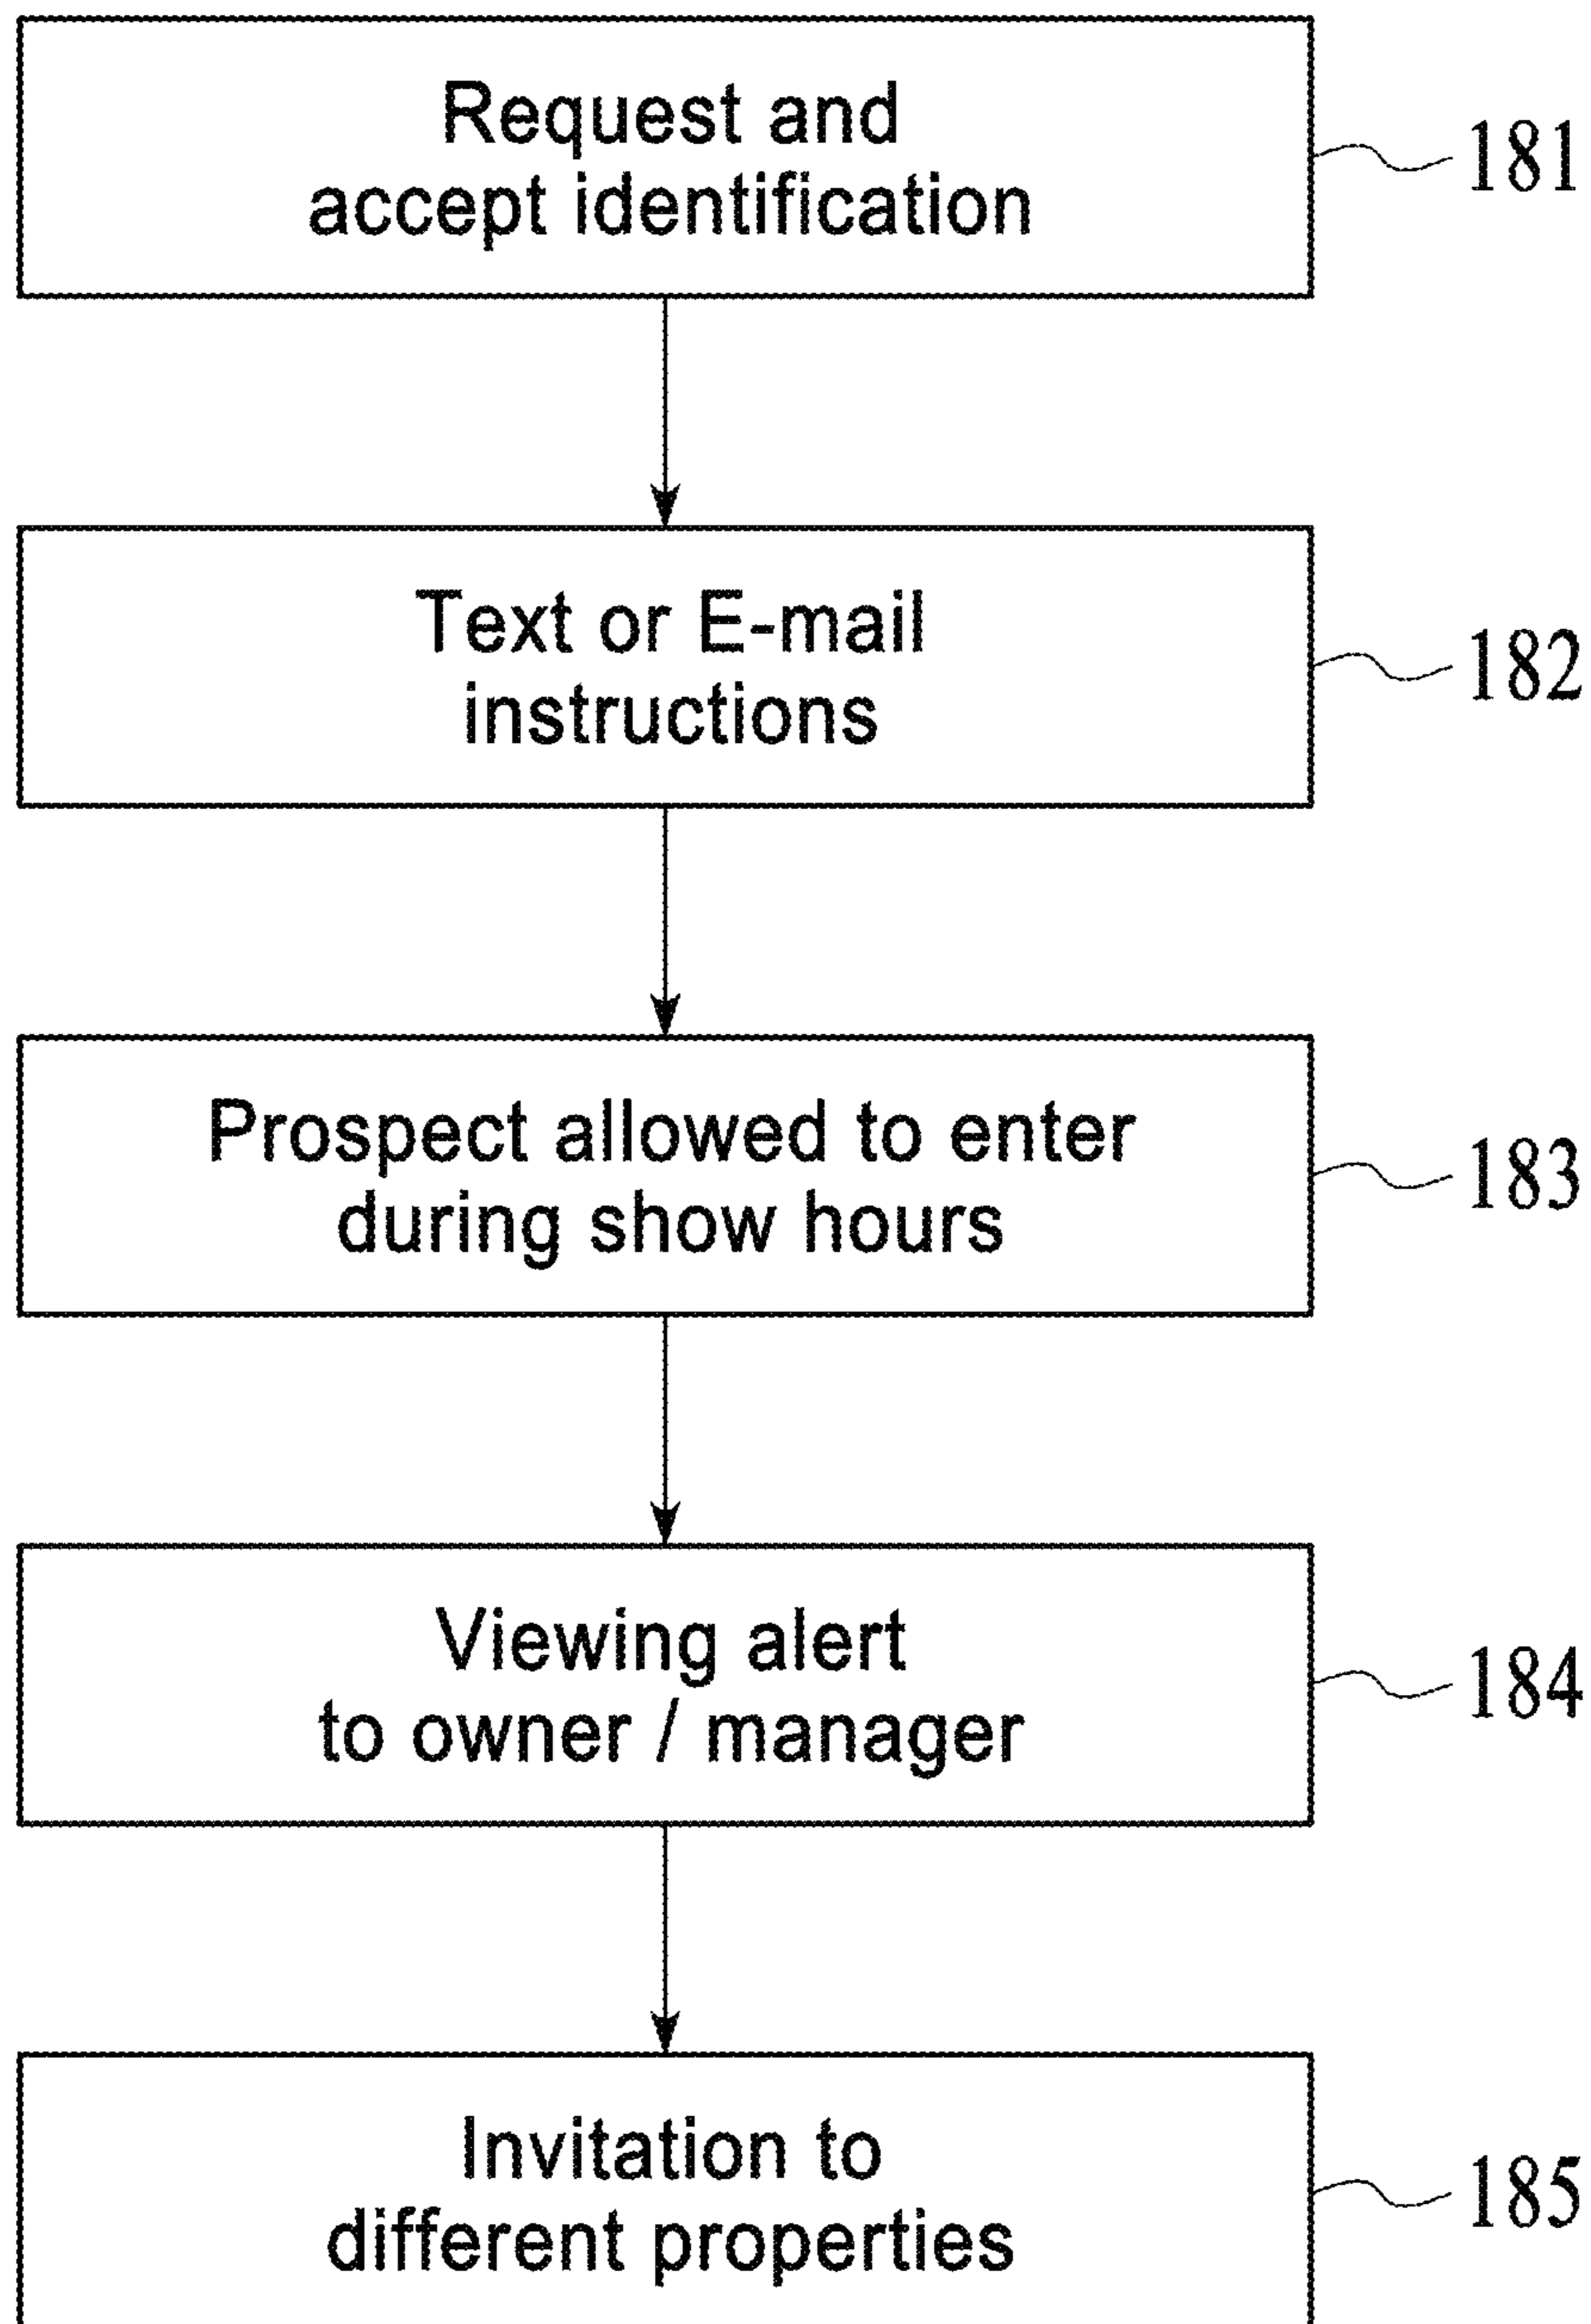 Request and
accept identification
181
Text or E-mail
instructions
182
Prospect allowed to enter
during show hours
183
Viewing alert
to owner / manager
184
Invitation to
different properties
185